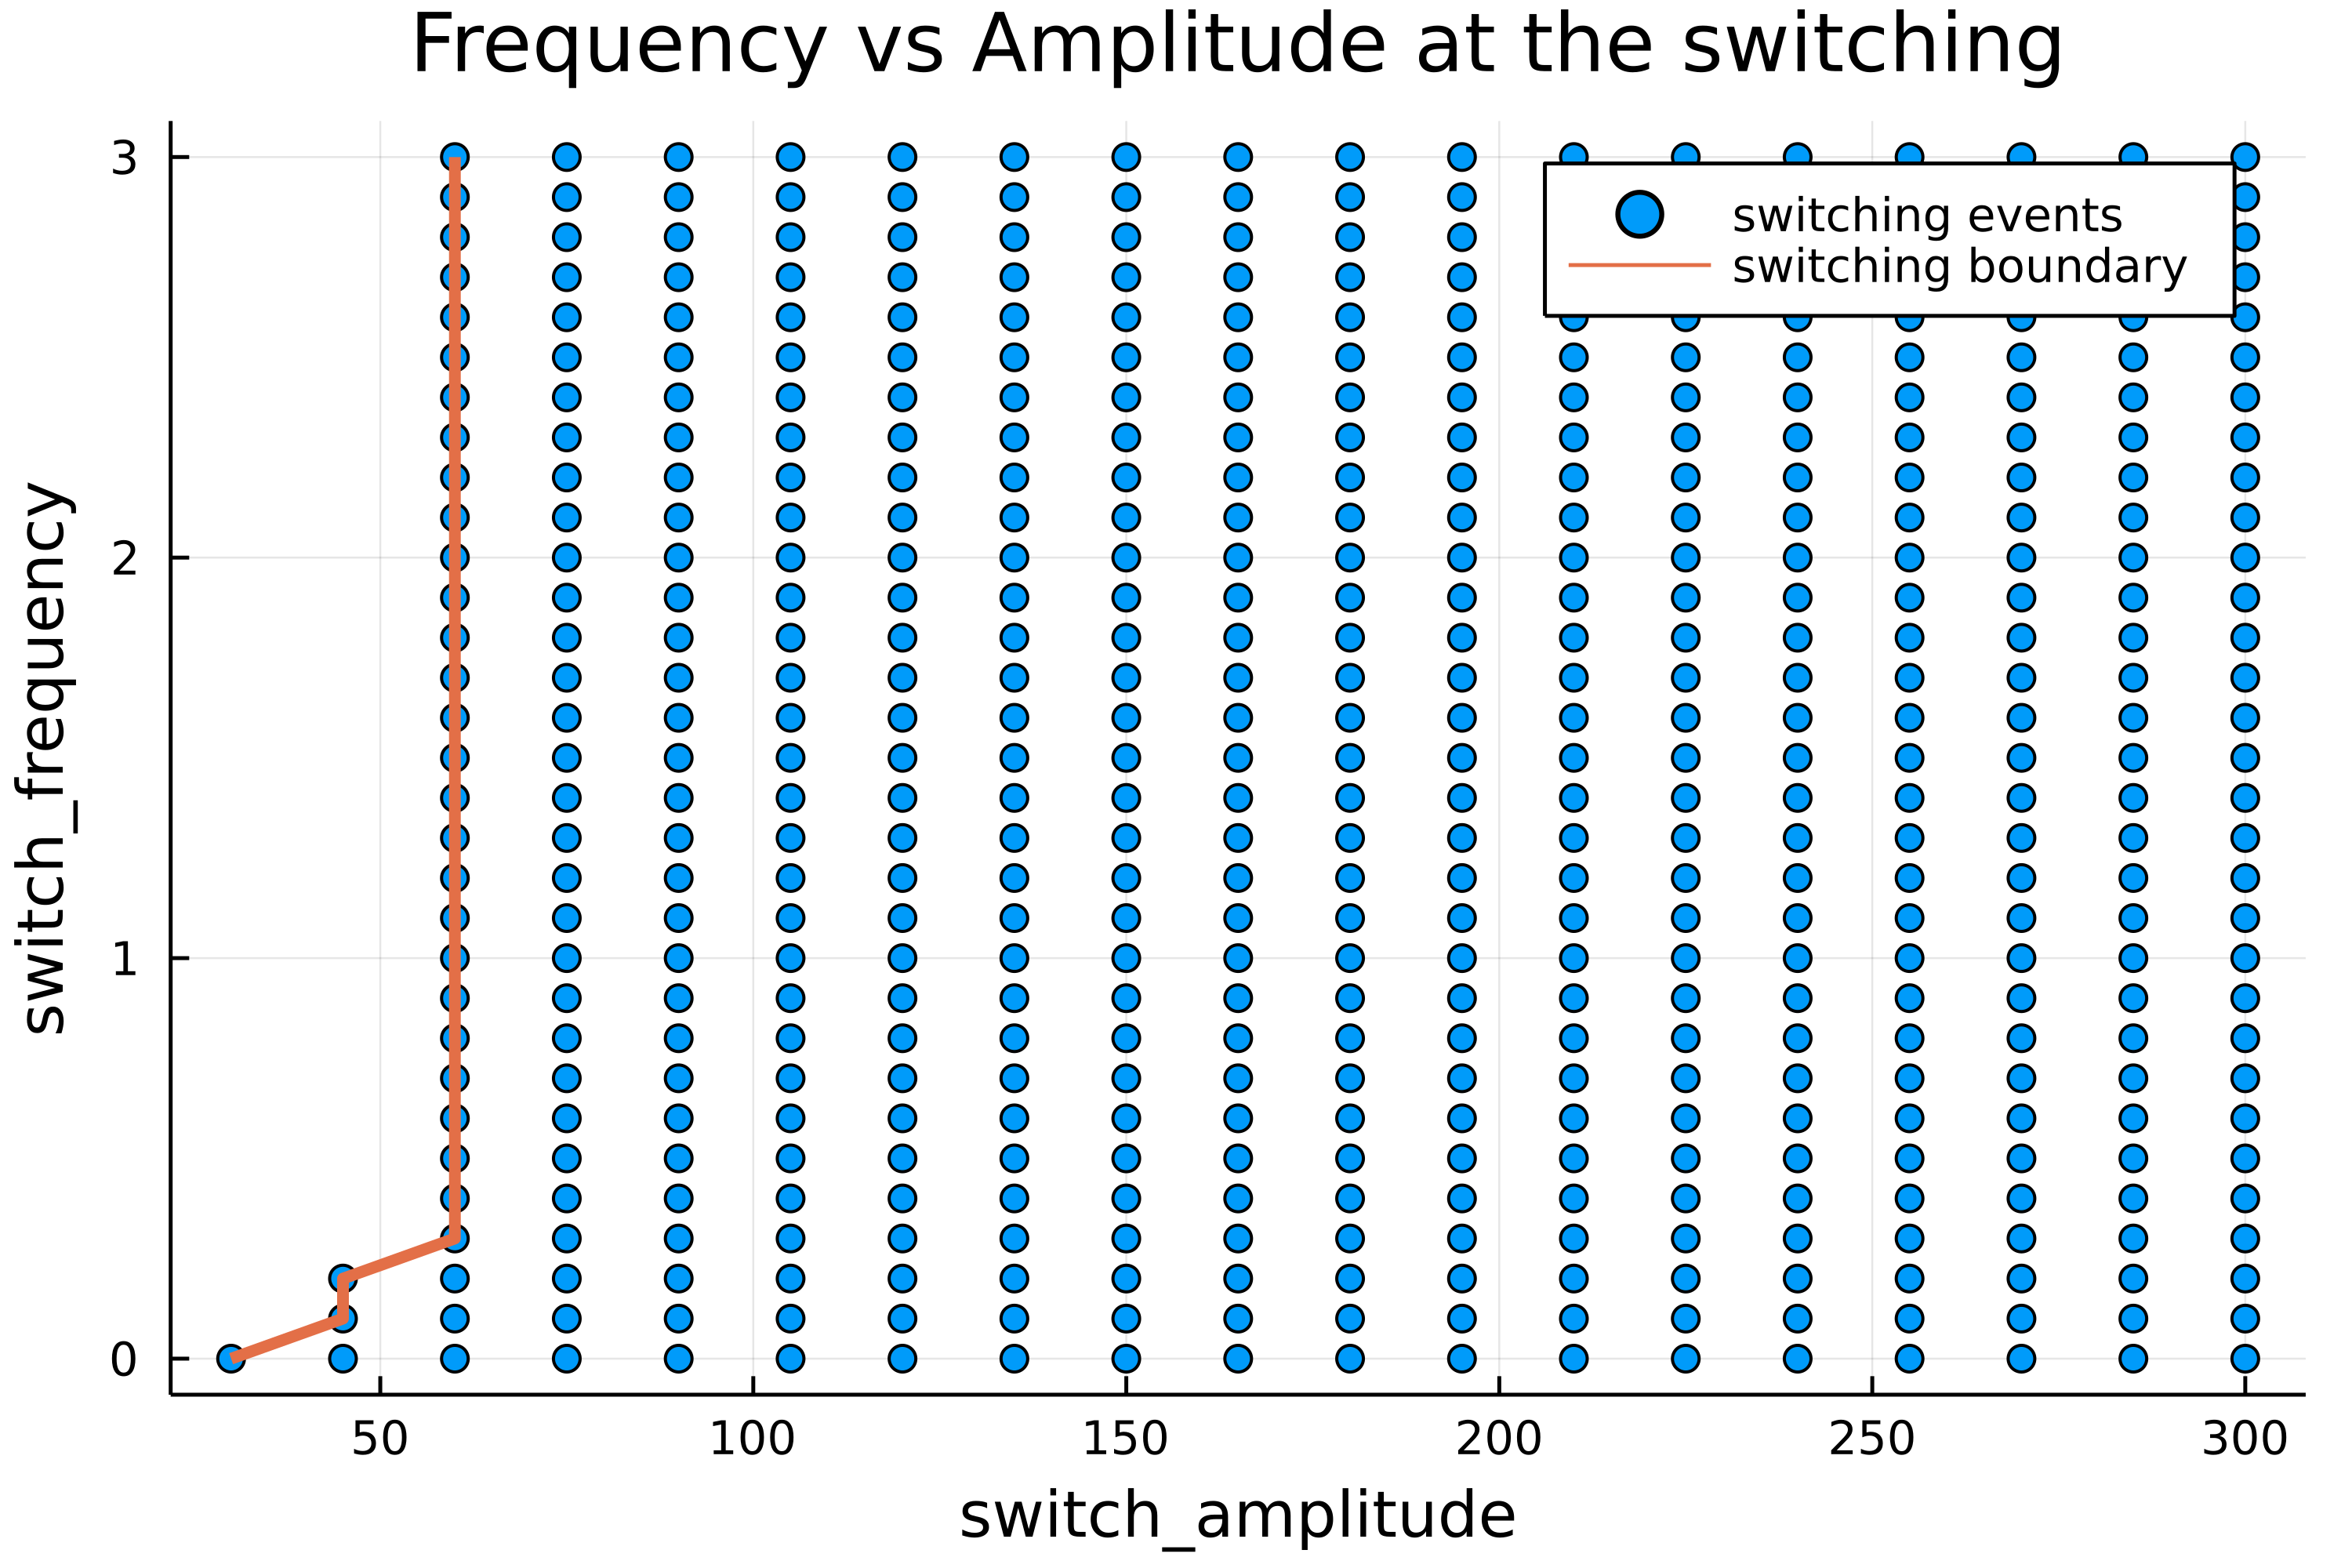 Frequency vs Amplitude at the switching
switching events
switching boundary
switch_frequency
3
2
1
0
50 100 150 200 250 300
switch_amplitude